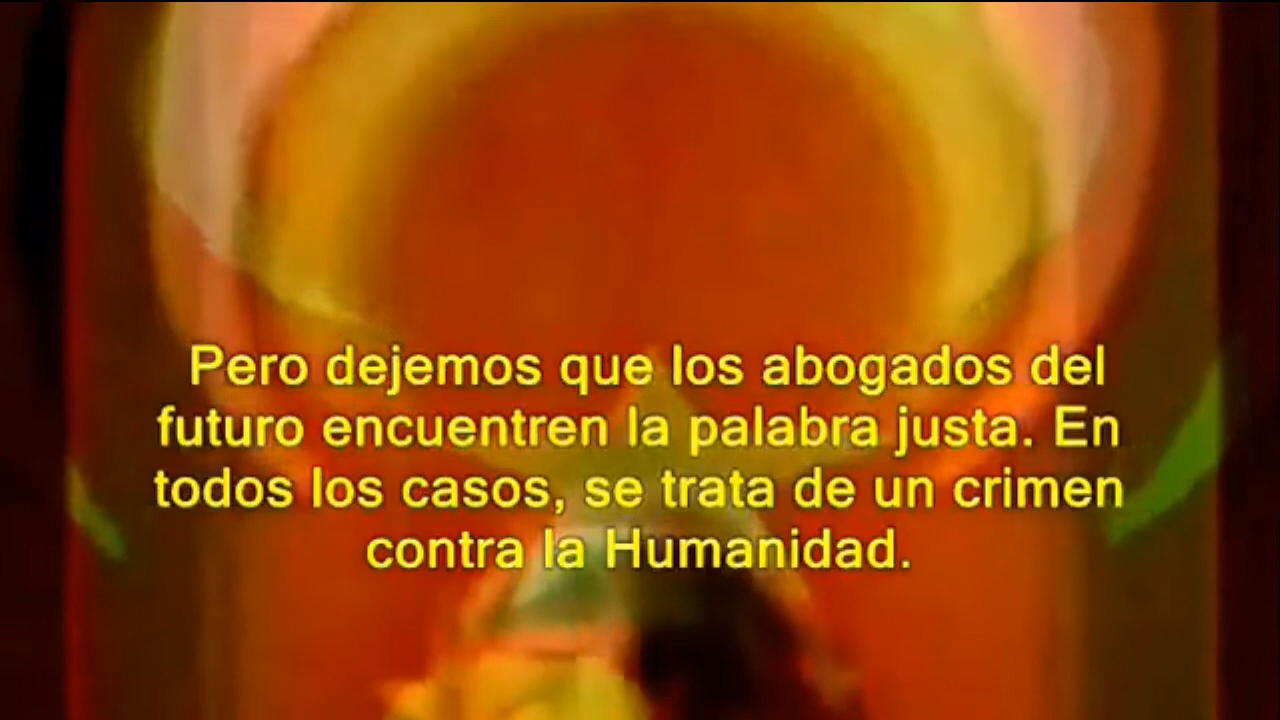 Pero dejemos que los abogados del
futuro encuentren la palabra justa. En
todos los casos, se trata de un crimen
contra la Humanidad.